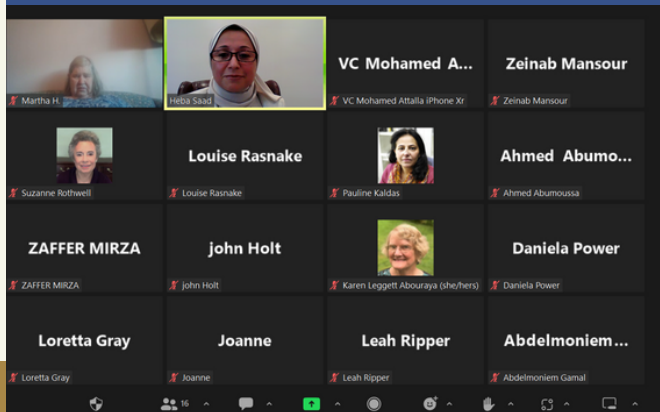 Martha H.
Heba Saad
VC Mohamed A...
VC Mohamed Attalla iPhone Xr
Zeinab Mansour
Zeinab Mansour
Suzanne Rothwell
Louise Rasnake
Louise Rasnake
Pauline Kaldas
Ahmed Abumo...
Ahmed Abumoussa
ZAFFER MIRZA
ZAFFER MIRZA
john Holt
john Holt
Karen Leggett Abouraya (she/hers)
Daniela Power
Daniela Power
Loretta Gray
Loretta Gray
Joanne
Joanne
Leah Ripper
Leah Ripper
Abdelmoniem...
Abdelmoniem Gamal
16